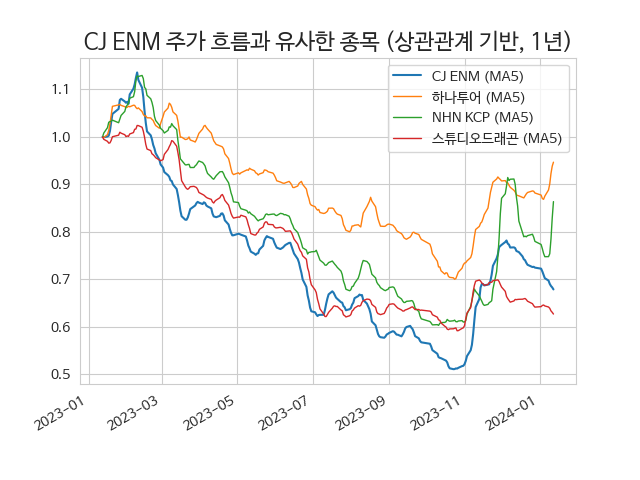 CJ ENM 주가 흐름과 유사한 종목 (상관관계 기반, 1년)
CJ ENM (MA5)
하나투어 (MA5)
NHN KCP (MA5)
스튜디오드래곤 (MA5)
1.1
1.0
0.9
0.8
0.7
0.6
0.5
2023-01
2023-03
2023-05
2023-07
2023-09
2023-11
2024-01